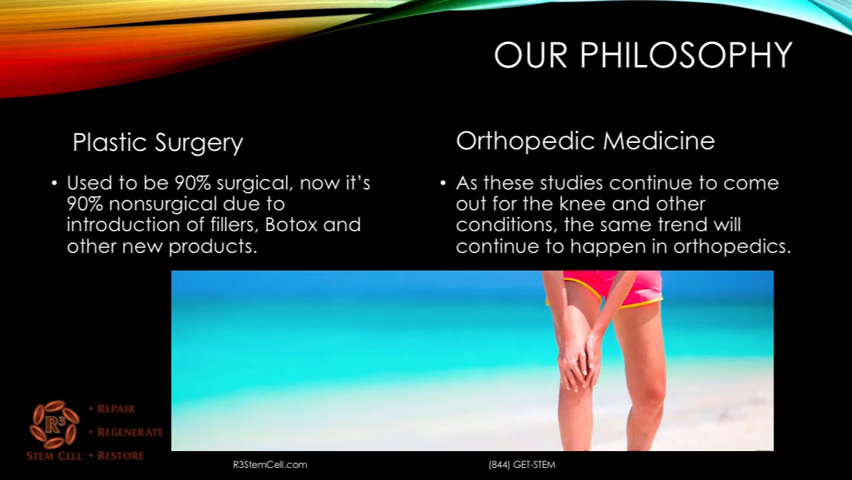 OUR PHILOSOPHY
Plastic Surgery
• Used to be 90% surgical, now it's
90% nonsurgical due to
introduction of fillers, Botox and
other new products.
Orthopedic Medicine
• As these studies continue to come
out for the knee and other
conditions, the same trend will
continue to happen in orthopedics.
R³
STEM CELL
• REPAIR
• REGENERATE
• RESTORE
R3StemCell.com
(844) GET-STEM